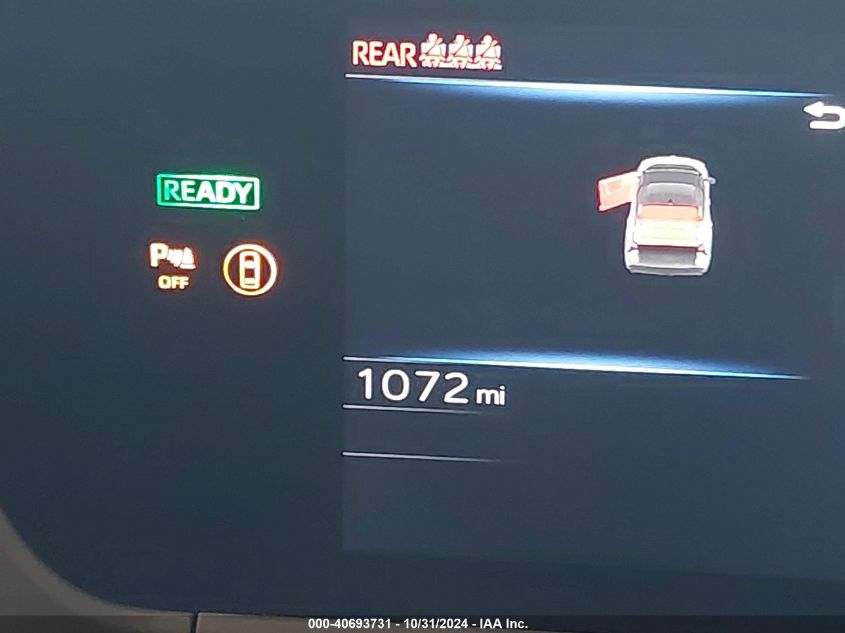 REAR
READY
P
OFF
1072 mi
000-40693731 - 10/31/2024 - IAA Inc.